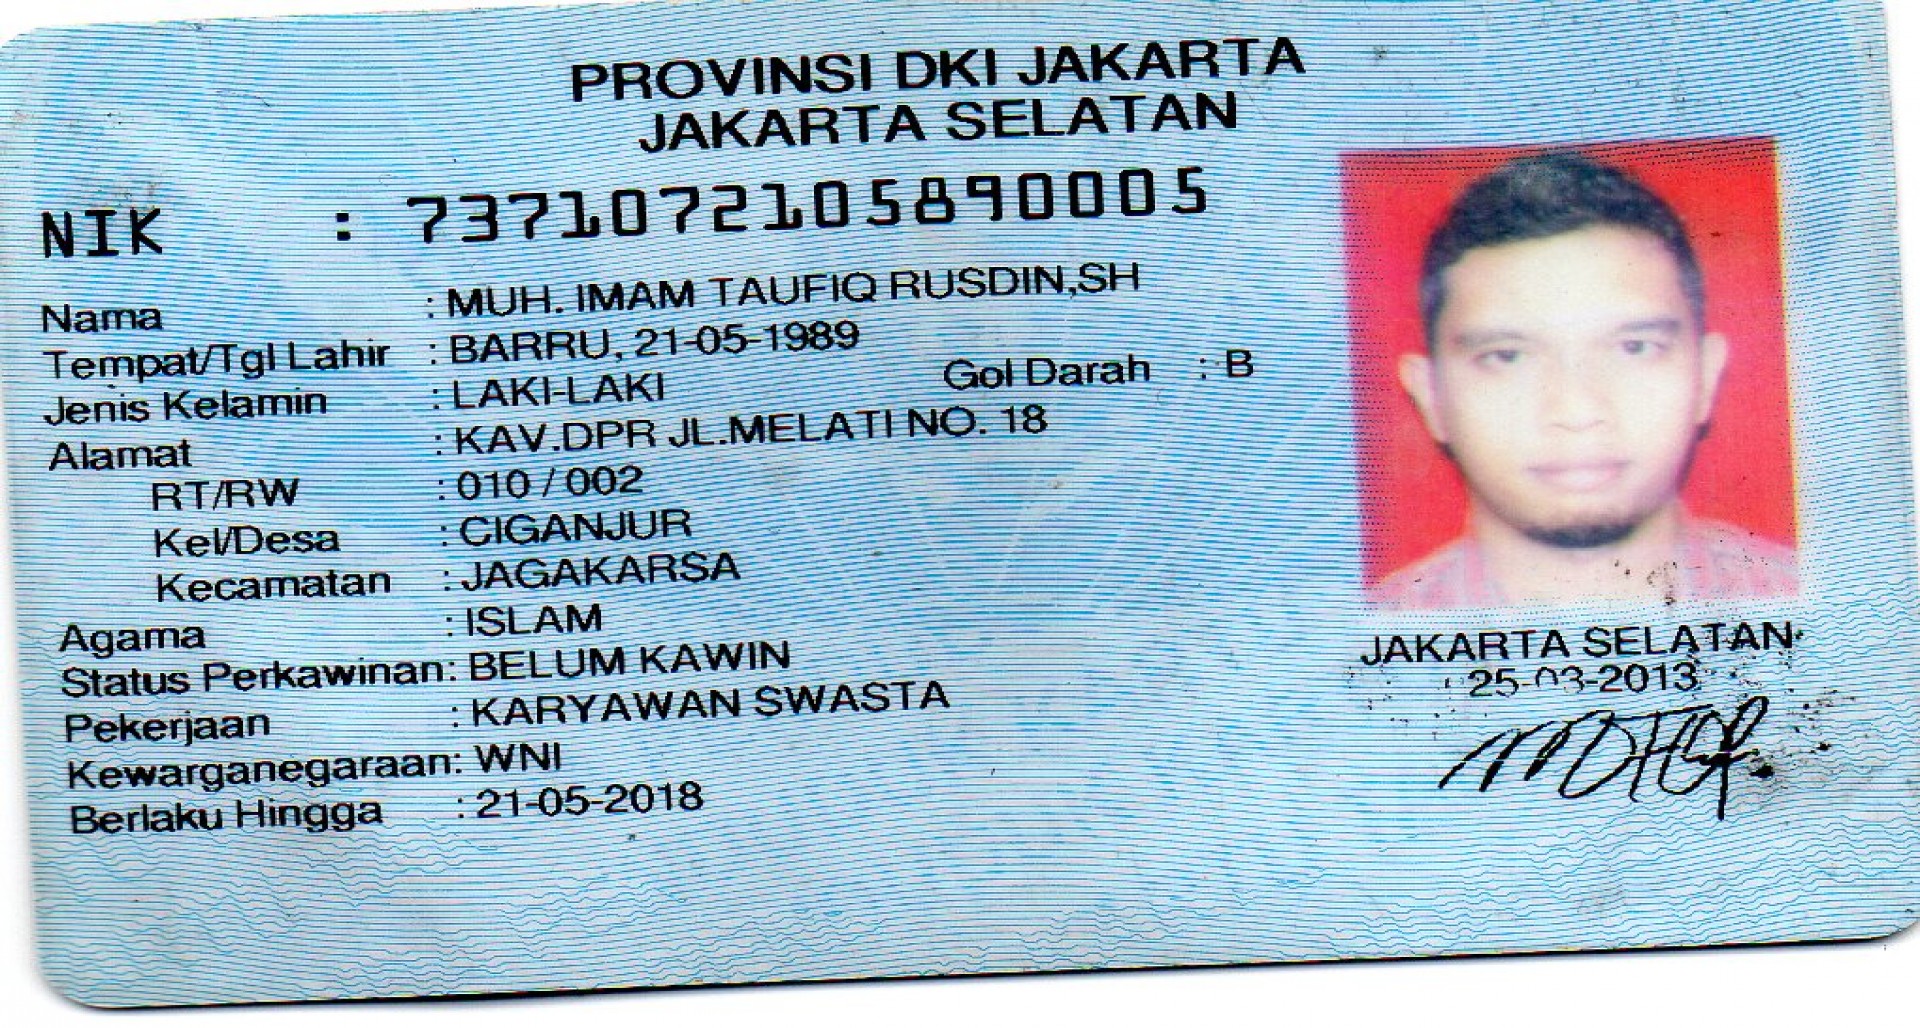 PROVINSI DKI JAKARTA
JAKARTA SELATAN
NIK : 7371072105890005
Nama : MUH. IMAM TAUFIQ RUSDIN,SH
Tempat/Tgl Lahir : BARRU, 21-05-1989
Jenis Kelamin : LAKI-LAKI Gol Darah : B
Alamat : KAV.DPR JL.MELATI NO. 18
RT/RW : 010 / 002
Kel/Desa : CIGANJUR
Kecamatan : JAGAKARSA
Agama : ISLAM
Status Perkawinan: BELUM KAWIN
Pekerjaan : KARYAWAN SWASTA
Kewarganegaraan: WNI
Berlaku Hingga : 21-05-2018
JAKARTA SELATAN
25-03-2013